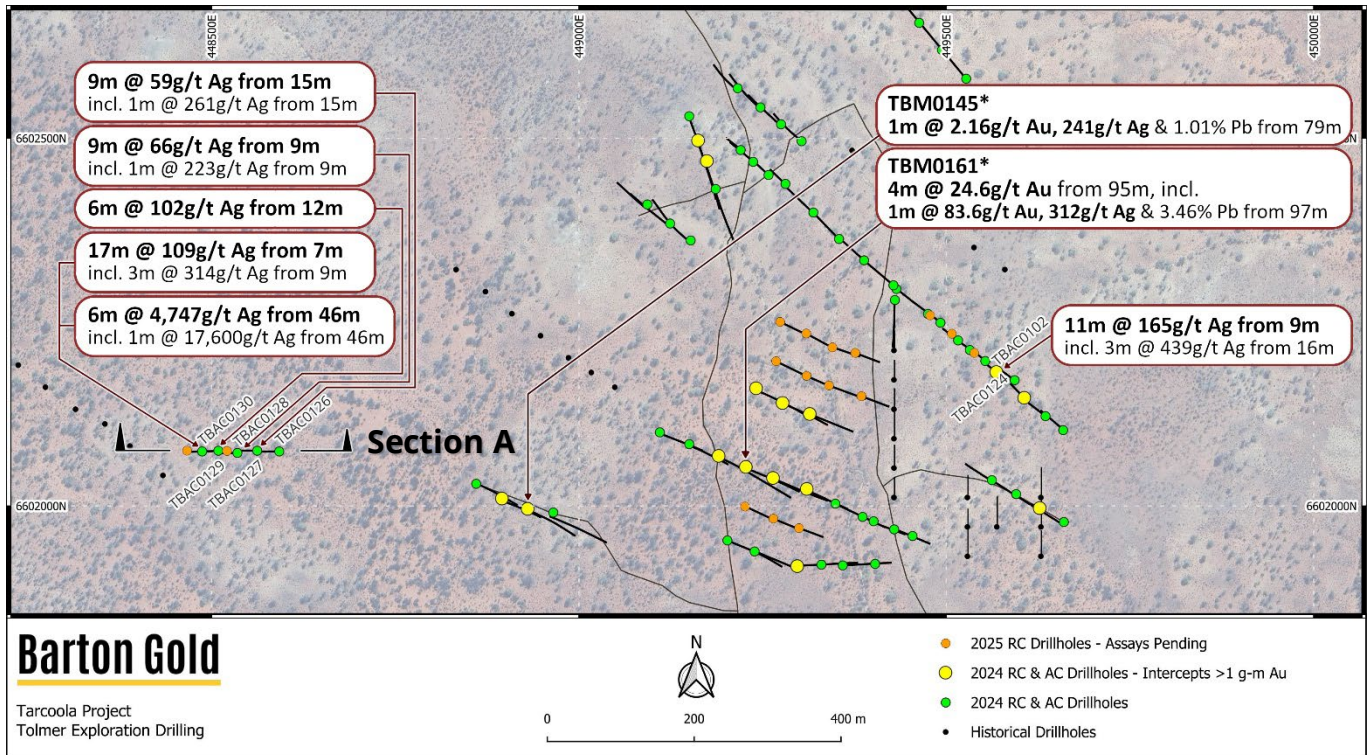 448500E
449000E
449500E
450000E
6602500N
6602500N
6602000N
6602000N
9m @ 59g/t Ag from 15m
incl. 1m @ 261g/t Ag from 15m
9m @ 66g/t Ag from 9m
incl. 1m @ 223g/t Ag from 9m
6m @ 102g/t Ag from 12m
17m @ 109g/t Ag from 7m
incl. 3m @ 314g/t Ag from 9m
6m @ 4,747g/t Ag from 46m
incl. 1m @ 17,600g/t Ag from 46m
TBM0145*
1m @ 2.16g/t Au, 241g/t Ag & 1.01% Pb from 79m
TBM0161*
4m @ 24.6g/t Au from 95m, incl.
1m @ 83.6g/t Au, 312g/t Ag & 3.46% Pb from 97m
11m @ 165g/t Ag from 9m
incl. 3m @ 439g/t Ag from 16m
TBAC0102
TBAC0124
TBAC0130
TBAC0128
TBAC0126
TBAC0129
TBAC0127
Section A
Barton Gold
Tarcoola Project
Tolmer Exploration Drilling
N
0 200 400 m
2025 RC Drillholes - Assays Pending
2024 RC & AC Drillholes - Intercepts >1 g-m Au
2024 RC & AC Drillholes
Historical Drillholes